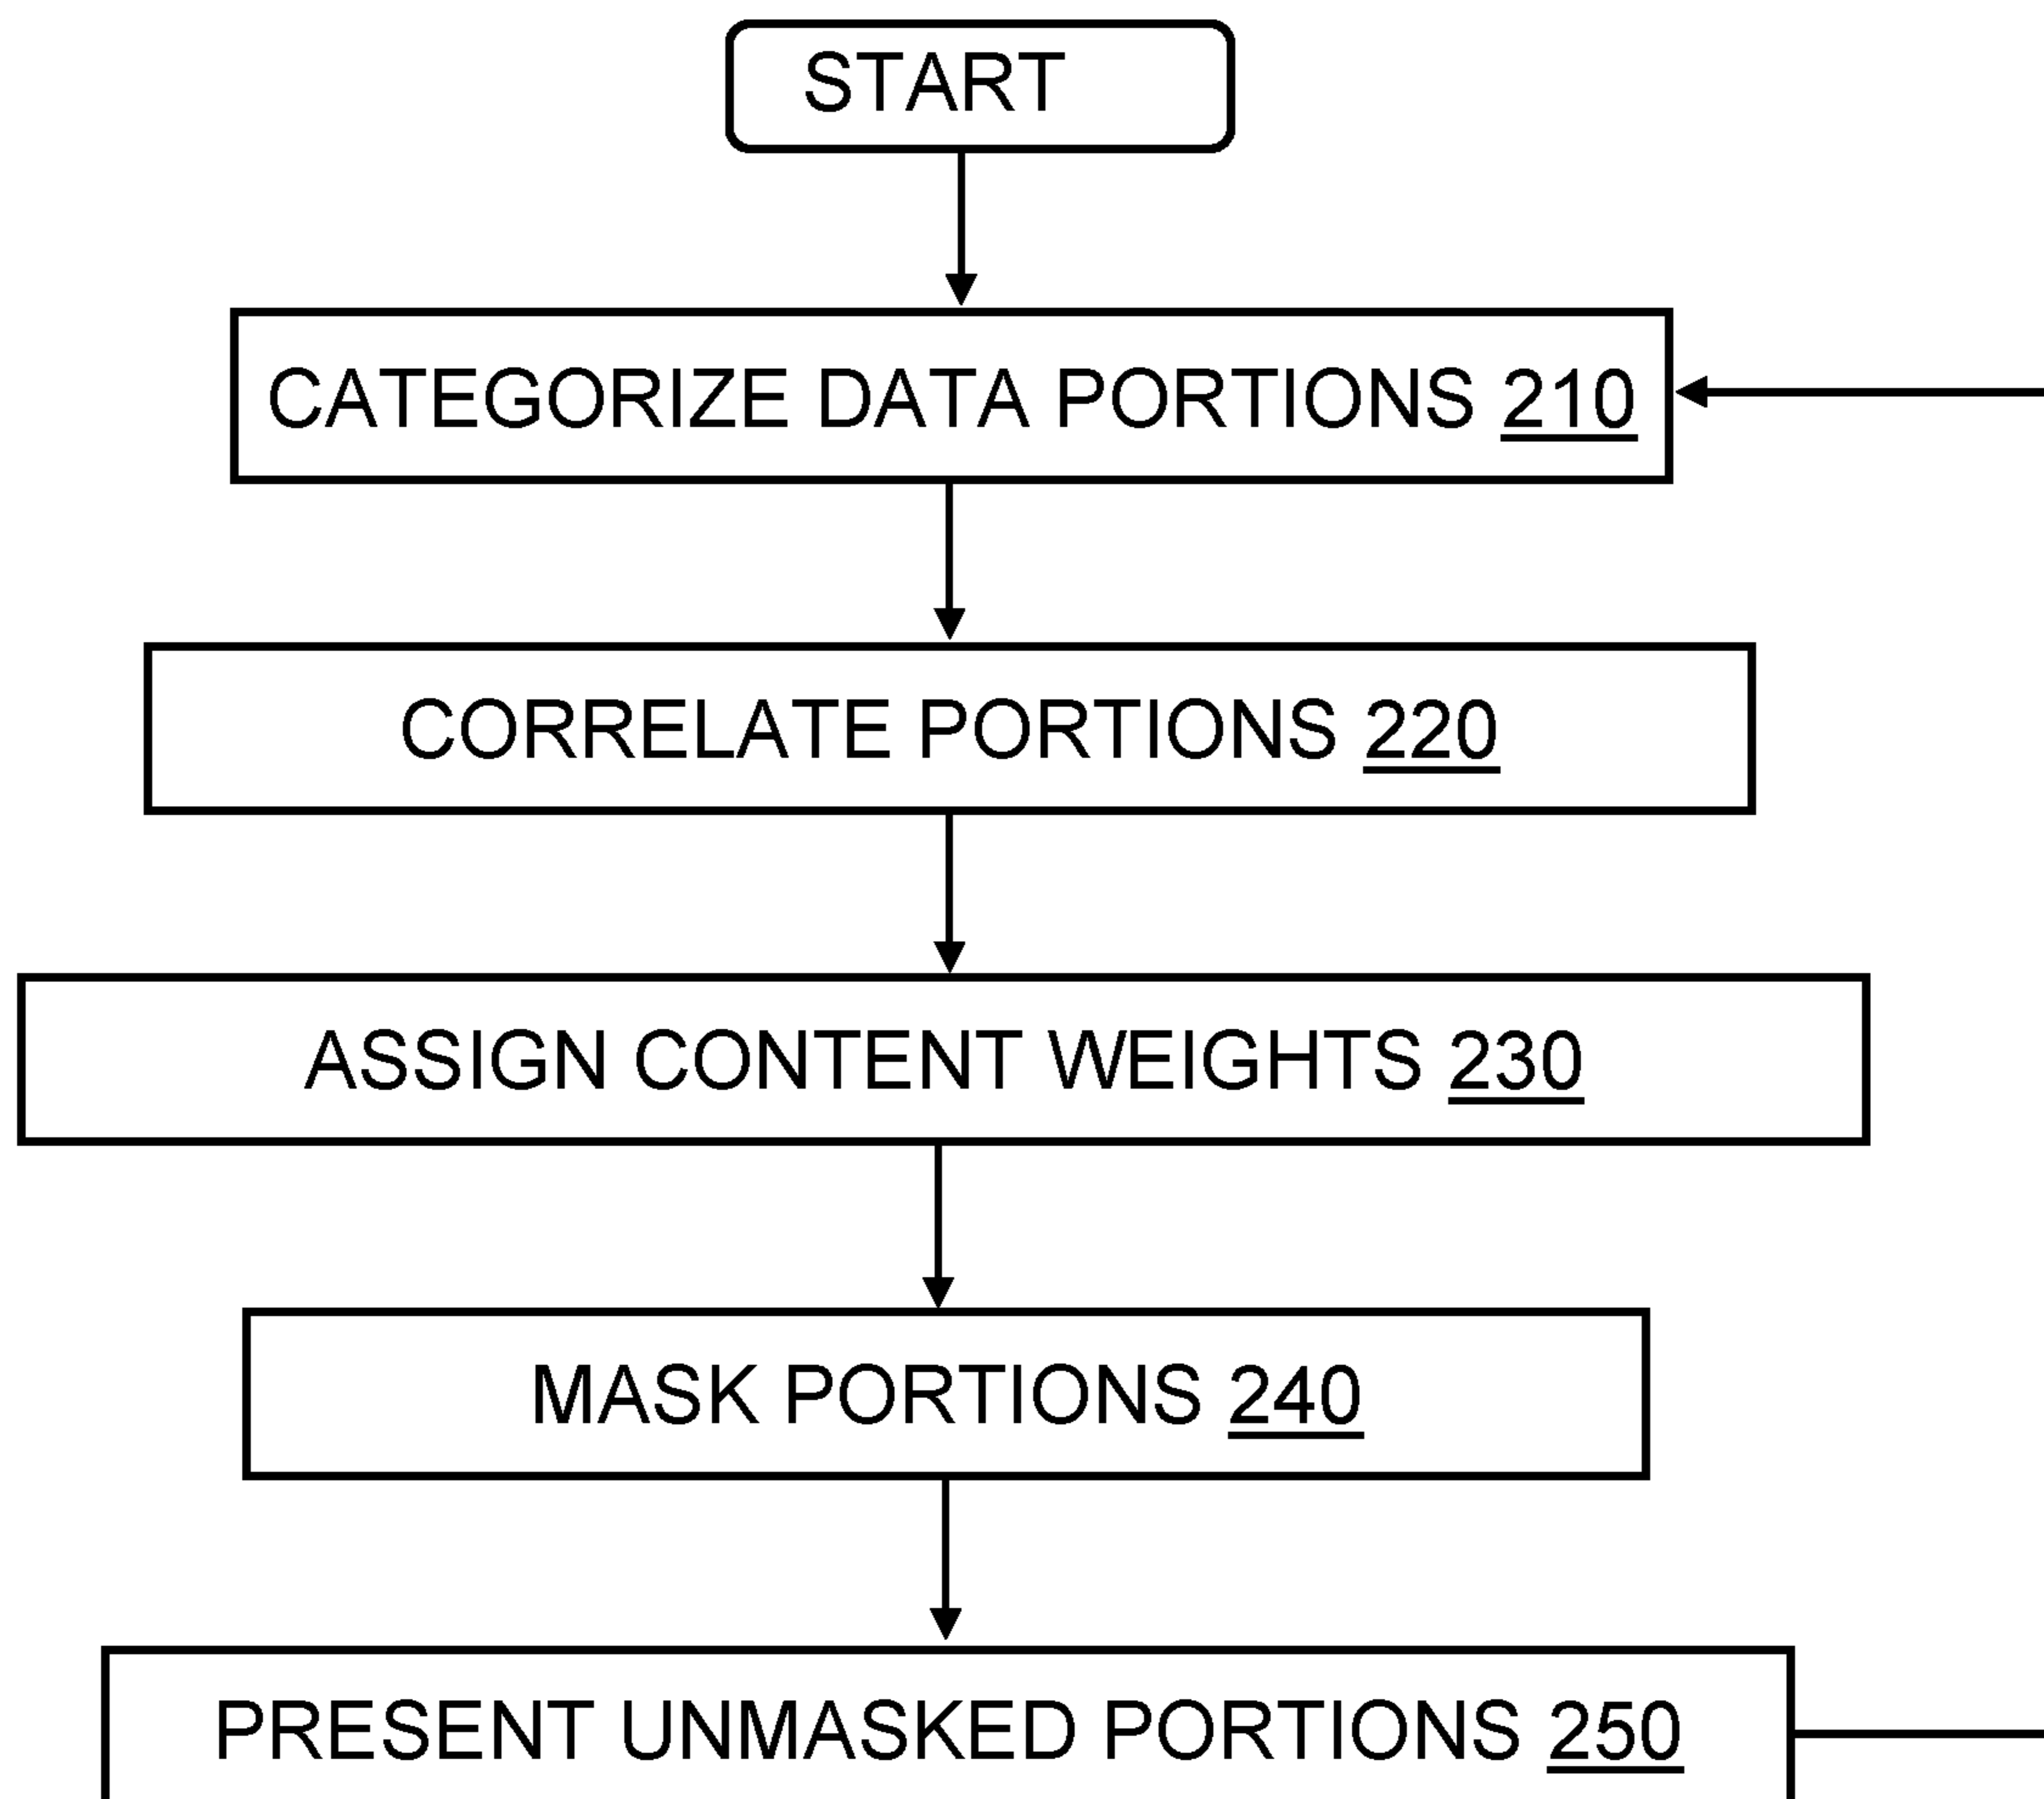 START
CATEGORIZE DATA PORTIONS 210
CORRELATE PORTIONS 220
ASSIGN CONTENT WEIGHTS 230
MASK PORTIONS 240
PRESENT UNMASKED PORTIONS 250